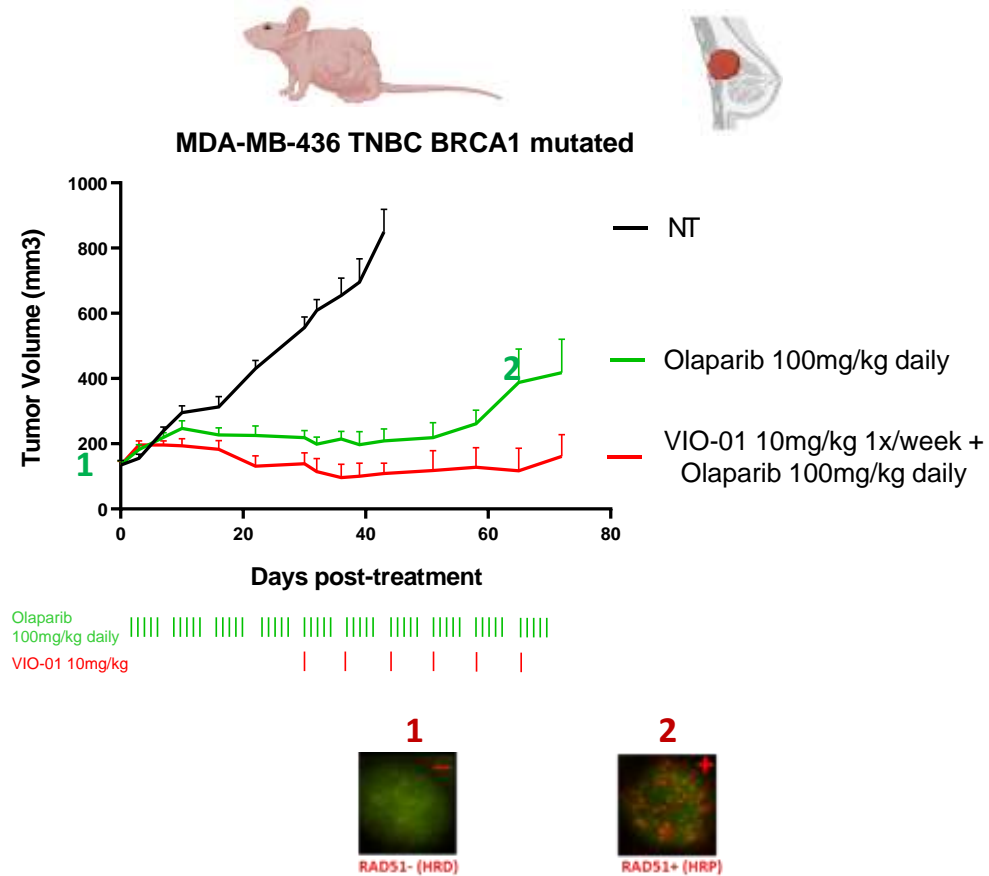 MDA-MB-436 TNBC BRCA1 mutated
Tumor Volume (mm3)
1000
800
600
400
200
0
1
2
0
20
40
60
80
Days post-treatment
NT
Olaparib 100mg/kg daily
VIO-01 10mg/kg 1x/week +
Olaparib 100mg/kg daily
Olaparib
100mg/kg daily
VIO-01 10mg/kg
1
2
−
+
RAD51- (HRD)
RAD51+ (HRP)